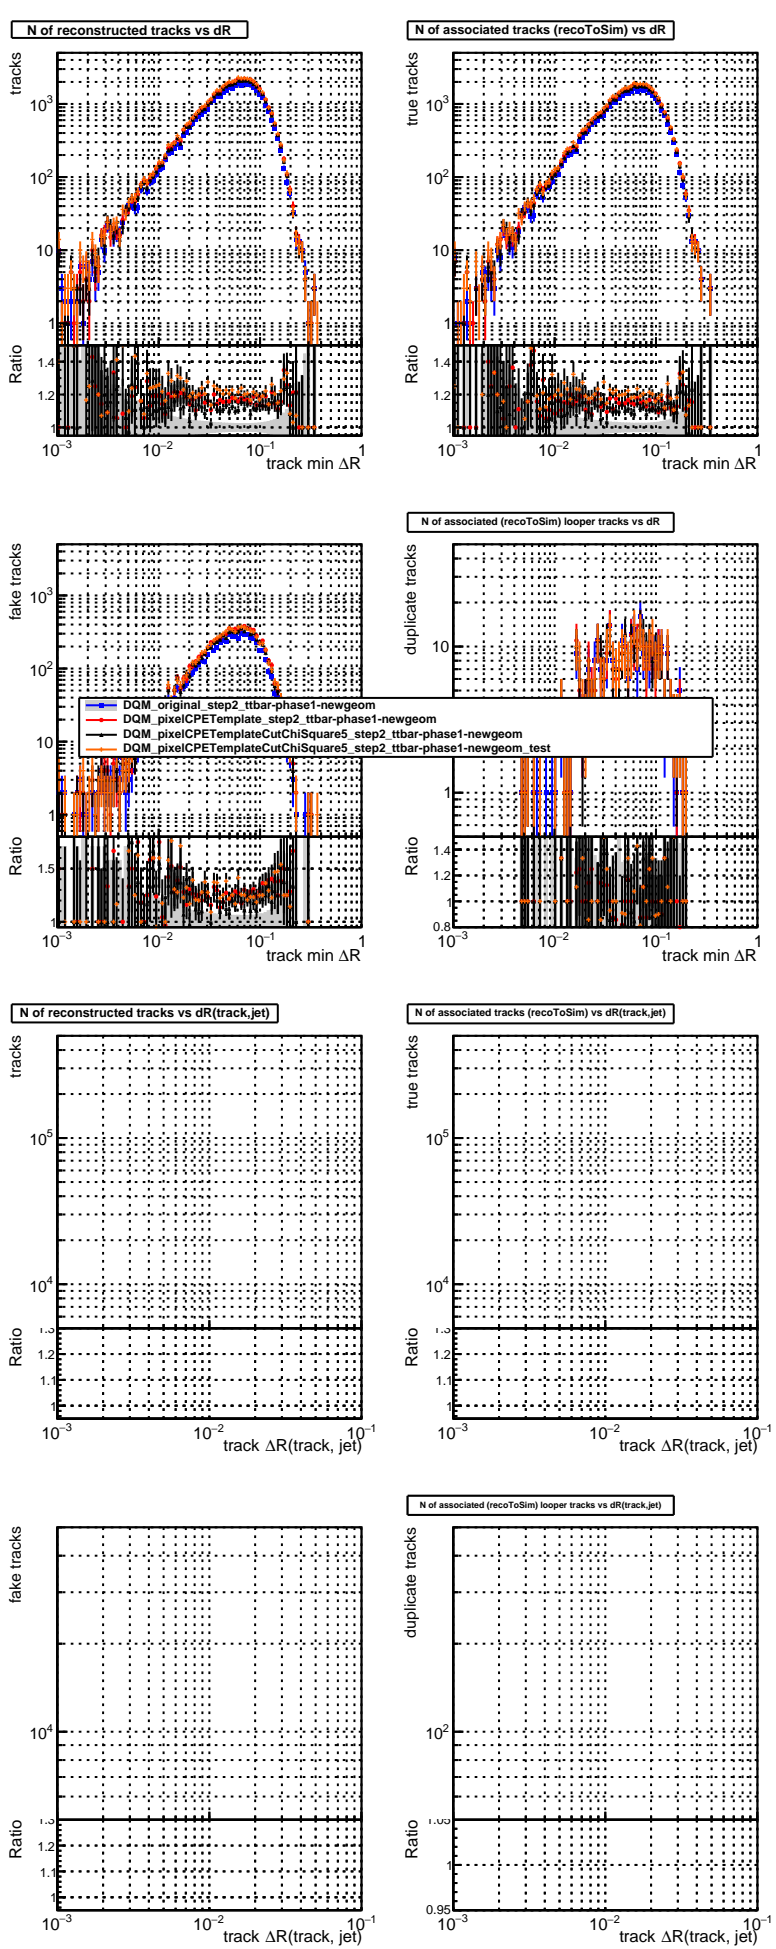 N of reconstructed tracks vs dR
tracks
10³
10²
10
1
Ratio
1.4
1.2
1
10⁻³ 10⁻² 10⁻¹ 1
track min ΔR
N of associated tracks (recoToSim) vs dR
true tracks
10³
10²
10
1
Ratio
1.4
1.2
1
10⁻³ 10⁻² 10⁻¹ 1
track min ΔR
fake tracks
10³
10²
10
1
Ratio
1.5
1
10⁻³ 10⁻² 10⁻¹ 1
track min ΔR
N of associated (recoToSim) looper tracks vs dR
duplicate tracks
10
1
Ratio
1.4
1.2
1
0.8
10⁻³ 10⁻² 10⁻¹ 1
track min ΔR
DQM_original_step2_ttbar-phase1-newgeom
DQM_pixelCPETemplate_step2_ttbar-phase1-newgeom
DQM_pixelCPETemplateCutChiSquare5_step2_ttbar-phase1-newgeom
DQM_pixelCPETemplateCutChiSquare5_step2_ttbar-phase1-newgeom_test
N of reconstructed tracks vs dR(track,jet)
tracks
10⁵
10⁴
Ratio
1.3
1.2
1.1
1
10⁻³ 10⁻² 10⁻¹
track ΔR(track, jet)
N of associated tracks (recoToSim) vs dR(track,jet)
true tracks
10⁵
10⁴
Ratio
1.3
1.2
1.1
1
10⁻³ 10⁻² 10⁻¹
track ΔR(track, jet)
fake tracks
10⁴
Ratio
1.3
1.2
1.1
1
10⁻³ 10⁻² 10⁻¹
track ΔR(track, jet)
N of associated (recoToSim) looper tracks vs dR(track,jet)
duplicate tracks
10²
Ratio
1.05
1
0.95
10⁻³ 10⁻² 10⁻¹
track ΔR(track, jet)